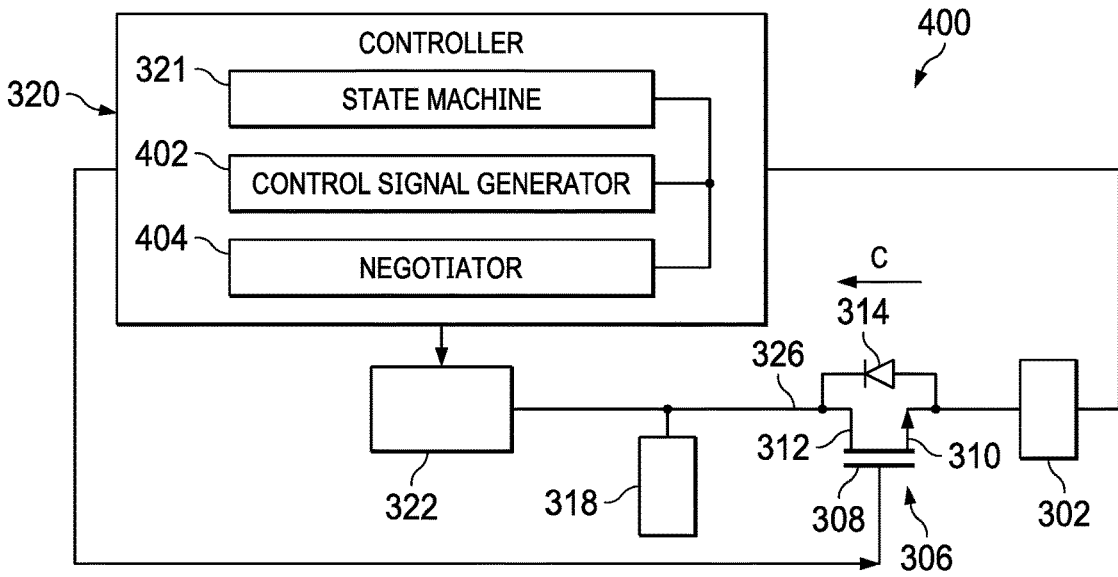 CONTROLLER
400
321
STATE MACHINE
320
402
CONTROL SIGNAL GENERATOR
404
NEGOTIATOR
C
314
326
312
310
322
318
308
306
302